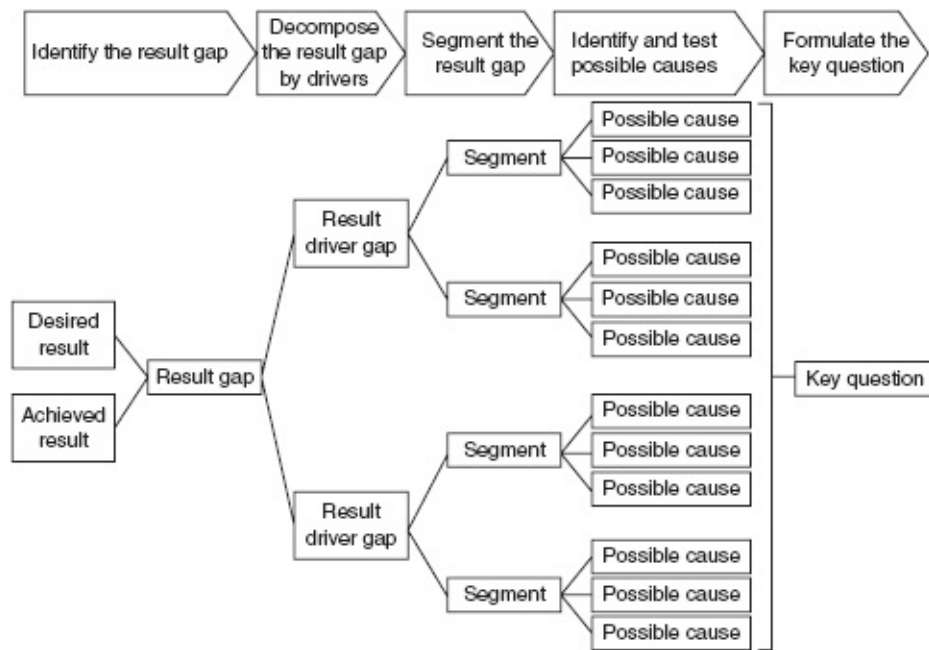 Identify the result gap
Decompose
the result gap
by drivers
Segment the
result gap
Identify and test
possible causes
Formulate the
key question
Desired
result
Achieved
result
Result gap
Result
driver gap
Result
driver gap
Segment
Segment
Segment
Segment
Possible cause
Possible cause
Possible cause
Possible cause
Possible cause
Possible cause
Possible cause
Possible cause
Possible cause
Possible cause
Possible cause
Possible cause
Key question